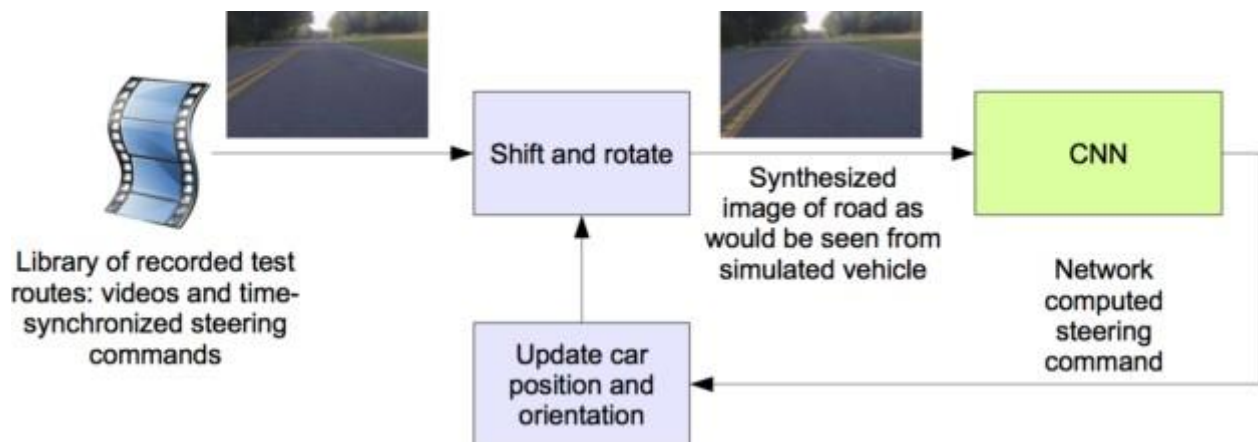 Shift and rotate
CNN
Synthesized
image of road as
would be seen from
simulated vehicle
Library of recorded test
routes: videos and time-
synchronized steering
commands
Network
computed
steering
command
Update car
position and
orientation